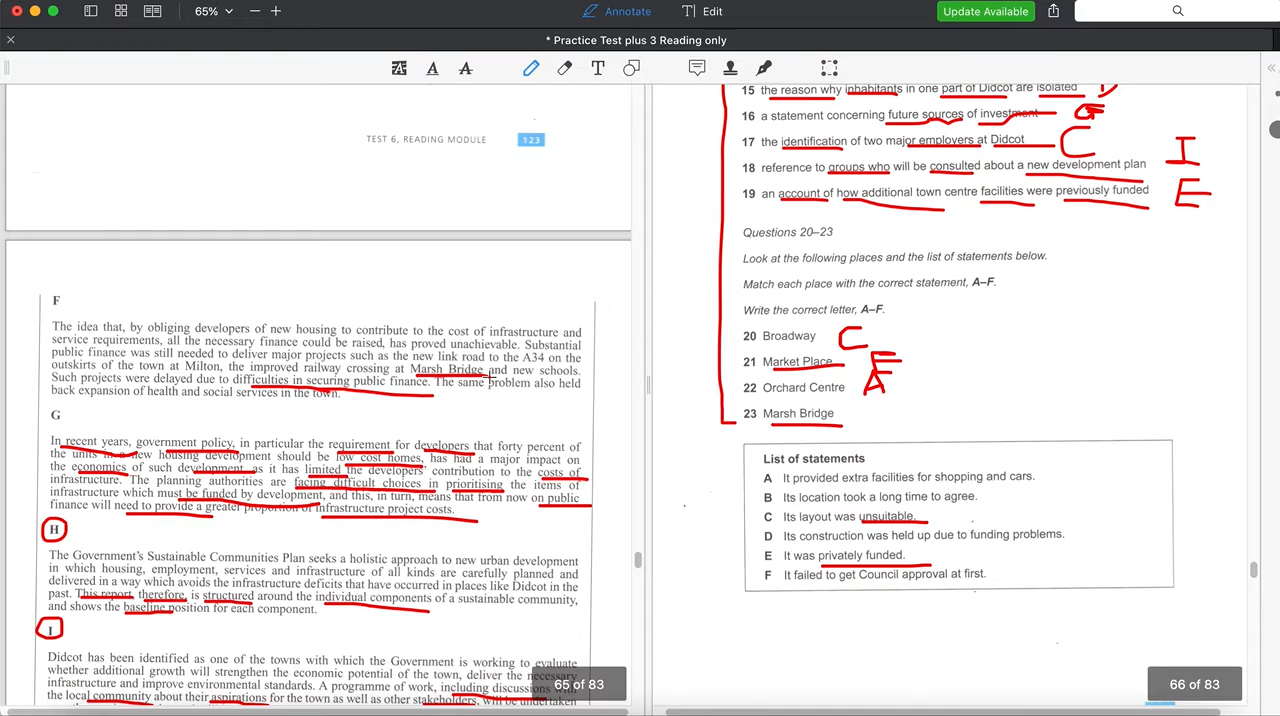 65%
Annotate
Edit
Update Available
* Practice Test plus 3 Reading only
TEST 6, READING MODULE 123
F
The idea that, by obliging developers of new housing to contribute to the cost of infrastructure and
service requirements, all the necessary finance could be raised, has proved unachievable. Substantial
public finance was still needed to deliver major projects such as the new link road to the A34 on the
outskirts of the town at Milton, the improved railway crossing at Marsh Bridge and new schools.
Such projects were delayed due to difficulties in securing public finance. The same problem also held
back expansion of health and social services in the town.
G
In recent years, government policy, in particular the requirement for developers that forty percent of
the units in a new housing development should be low cost homes, has had a major impact on
the economics of such development, as it has limited the developers' contribution to the costs of
infrastructure. The planning authorities are facing difficult choices in prioritising the items of
infrastructure which must be funded by development, and this, in turn, means that from now on public
finance will need to provide a greater proportion of infrastructure project costs.
H
The Government's Sustainable Communities Plan seeks a holistic approach to new urban development
in which housing, employment, services and infrastructure of all kinds are carefully planned and
delivered in a way which avoids the infrastructure deficits that have occurred in places like Didcot in the
past. This report, therefore, is structured around the individual components of a sustainable community,
and shows the baseline position for each component.
I
Didcot has been identified as one of the towns with which the Government is working to evaluate
whether additional growth will strengthen the economic potential of the town, deliver the necessary
infrastructure and improve environmental standards. A programme of work, including discussions with
the local community about their aspirations for the town as well as other stakeholders, will be undertaken
65 of 83
15 the reason why inhabitants in one part of Didcot are isolated D
16 a statement concerning future sources of investment G
17 the identification of two major employers at Didcot C
18 reference to groups who will be consulted about a new development plan I
19 an account of how additional town centre facilities were previously funded E
Questions 20–23
Look at the following places and the list of statements below.
Match each place with the correct statement, A–F.
Write the correct letter, A–F.
20 Broadway C
21 Market Place F
22 Orchard Centre A
23 Marsh Bridge
List of statements
A It provided extra facilities for shopping and cars.
B Its location took a long time to agree.
C Its layout was unsuitable.
D Its construction was held up due to funding problems.
E It was privately funded.
F It failed to get Council approval at first.
66 of 83